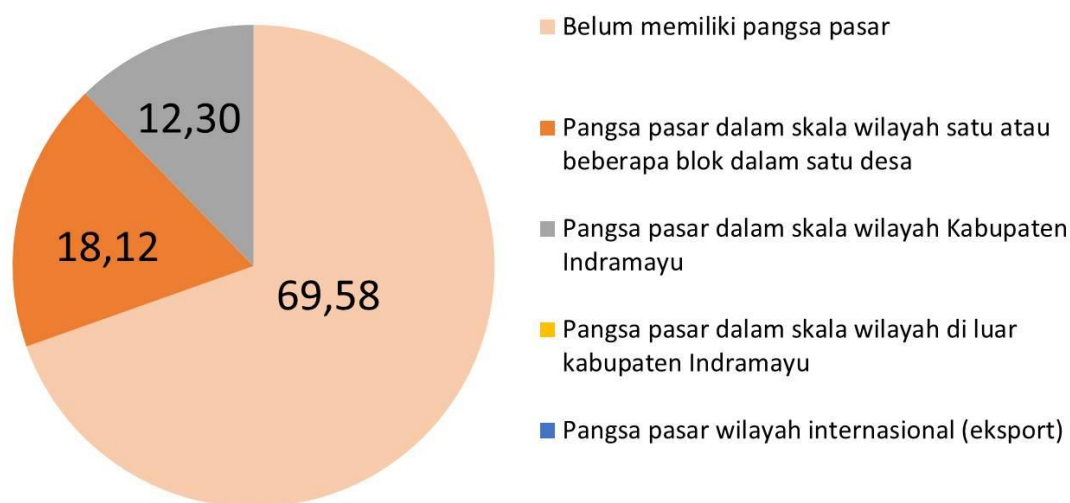 12,30
18,12
69,58
Belum memiliki pangsa pasar
Pangsa pasar dalam skala wilayah satu atau
beberapa blok dalam satu desa
Pangsa pasar dalam skala wilayah Kabupaten
Indramayu
Pangsa pasar dalam skala wilayah di luar
kabupaten Indramayu
Pangsa pasar wilayah internasional (eksport)